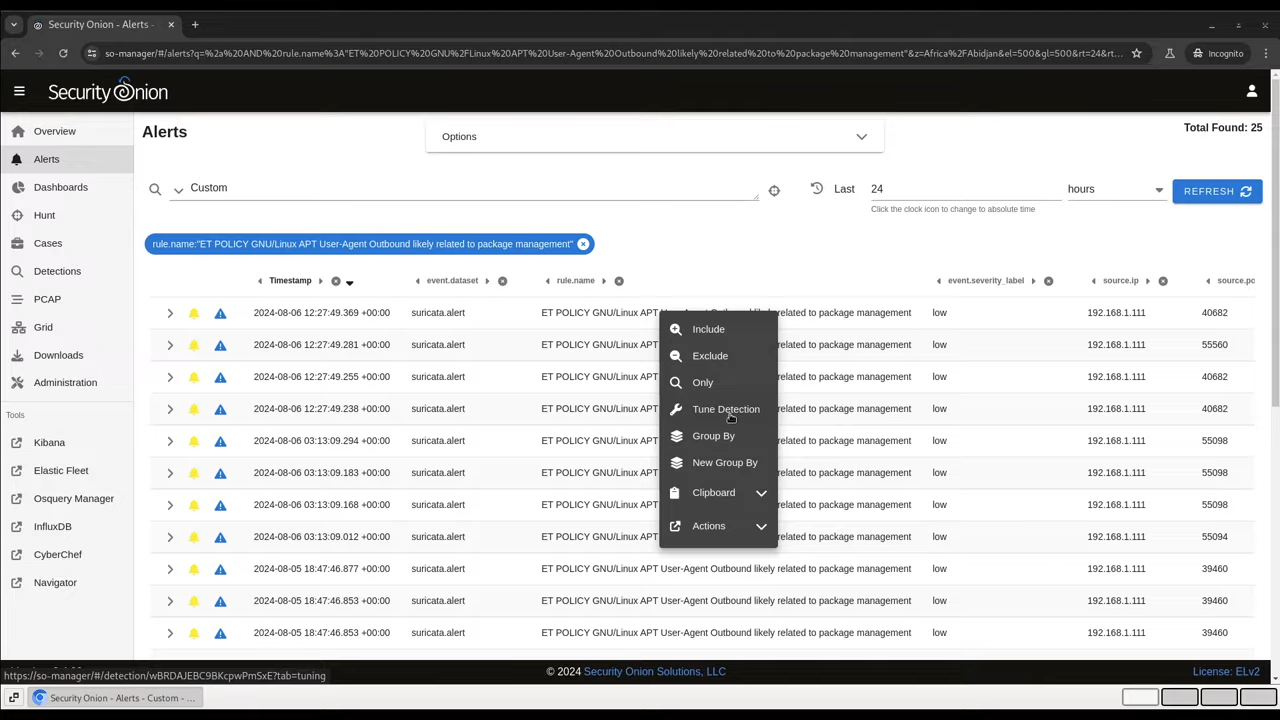 Security Onion - Alerts -
so-manager/#/alerts?q=%2a%20AND%20rule.name%3A"ET%20POLICY%20GNU%2FLinux%20APT%20User-Agent%20Outbound%20likely%20related%20to%20package%20management"&z=Africa%2FAbidjan&el=500&gl=500&rt=24&rt...
Incognito
Security Onion
Overview
Alerts
Dashboards
Hunt
Cases
Detections
PCAP
Grid
Downloads
Administration
Tools
Kibana
Elastic Fleet
Osquery Manager
InfluxDB
CyberChef
Navigator
Alerts
Options
Total Found: 25
Custom
Last
24
hours
REFRESH
Click the clock icon to change to absolute time
rule.name:"ET POLICY GNU/Linux APT User-Agent Outbound likely related to package management"
Timestamp event.dataset rule.name event.severity_label source.ip source.po
2024-08-06 12:27:49.369 +00:00 suricata.alert ET POLICY GNU/Linux APT User-Agent Outbound likely related to package management low 192.168.1.111 40682
2024-08-06 12:27:49.281 +00:00 suricata.alert ET POLICY GNU/Linux APT related to package management low 192.168.1.111 55560
2024-08-06 12:27:49.255 +00:00 suricata.alert ET POLICY GNU/Linux APT related to package management low 192.168.1.111 40682
2024-08-06 12:27:49.238 +00:00 suricata.alert ET POLICY GNU/Linux APT related to package management low 192.168.1.111 40682
2024-08-06 03:13:09.294 +00:00 suricata.alert ET POLICY GNU/Linux APT related to package management low 192.168.1.111 55098
2024-08-06 03:13:09.183 +00:00 suricata.alert ET POLICY GNU/Linux APT related to package management low 192.168.1.111 55098
2024-08-06 03:13:09.168 +00:00 suricata.alert ET POLICY GNU/Linux APT related to package management low 192.168.1.111 55098
2024-08-06 03:13:09.012 +00:00 suricata.alert ET POLICY GNU/Linux APT related to package management low 192.168.1.111 55094
2024-08-05 18:47:46.877 +00:00 suricata.alert ET POLICY GNU/Linux APT User-Agent Outbound likely related to package management low 192.168.1.111 39460
2024-08-05 18:47:46.853 +00:00 suricata.alert ET POLICY GNU/Linux APT User-Agent Outbound likely related to package management low 192.168.1.111 39460
2024-08-05 18:47:46.853 +00:00 suricata.alert ET POLICY GNU/Linux APT User-Agent Outbound likely related to package management low 192.168.1.111 39460
Include
Exclude
Only
Tune Detection
Group By
New Group By
Clipboard
Actions
https://so-manager/#/detection/wBRDAJEBC9BKcpwPmSxE?tab=tuning
© 2024 Security Onion Solutions, LLC
License: ELv2
Security Onion - Alerts - Custom - ...